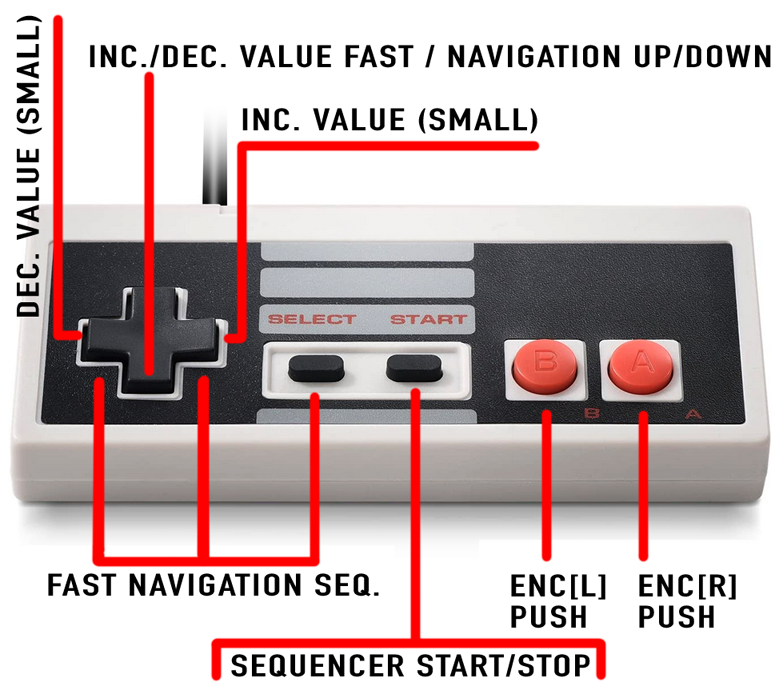 DEC. VALUE (SMALL)
INC./DEC. VALUE FAST / NAVIGATION UP/DOWN
INC. VALUE (SMALL)
SELECT START
B A
B A
FAST NAVIGATION SEQ.
ENC[L] ENC[R]
PUSH PUSH
SEQUENCER START/STOP